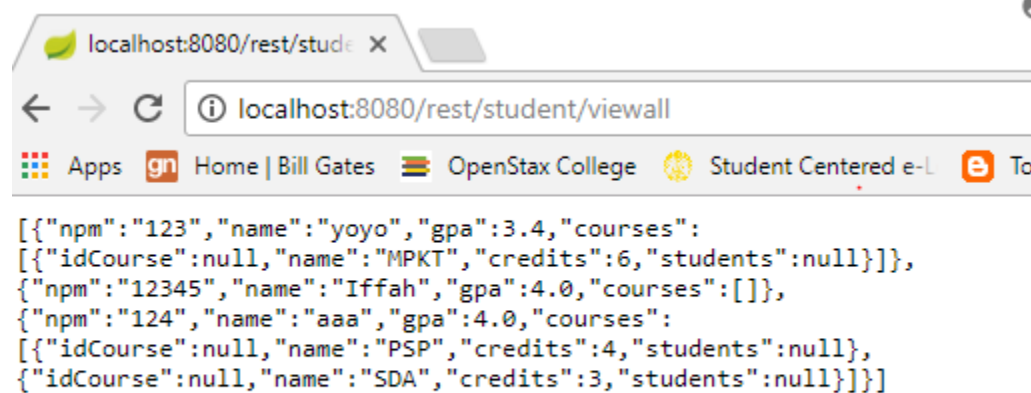 localhost:8080/rest/stude
localhost:8080/rest/student/viewall
Apps gn Home | Bill Gates OpenStax College Student Centered e-L To
[{"npm":"123","name":"yoyo","gpa":3.4,"courses":
[{"idCourse":null,"name":"MPKT","credits":6,"students":null}]},
{"npm":"12345","name":"Iffah","gpa":4.0,"courses":[]},
{"npm":"124","name":"aaa","gpa":4.0,"courses":
[{"idCourse":null,"name":"PSP","credits":4,"students":null},
{"idCourse":null,"name":"SDA","credits":3,"students":null}]}]